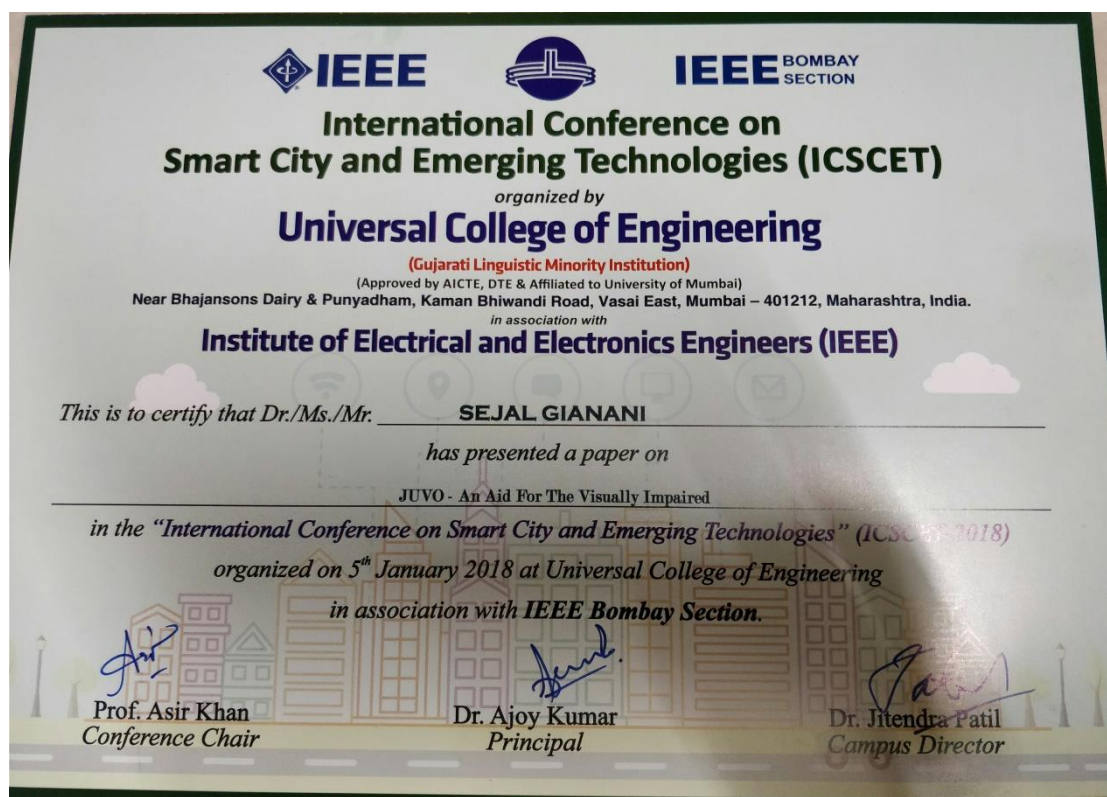 IEEE
IEEE BOMBAY SECTION
International Conference on
Smart City and Emerging Technologies (ICSCET)
organized by
Universal College of Engineering
(Gujarati Linguistic Minority Institution)
(Approved by AICTE, DTE & Affiliated to University of Mumbai)
Near Bhajansons Dairy & Punyadham, Kaman Bhiwandi Road, Vasai East, Mumbai – 401212, Maharashtra, India.
in association with
Institute of Electrical and Electronics Engineers (IEEE)
This is to certify that Dr./Ms./Mr. SEJAL GIANANI
has presented a paper on
JUVO - An Aid For The Visually Impaired
in the “International Conference on Smart City and Emerging Technologies” (ICSCET-2018)
organized on 5th January 2018 at Universal College of Engineering
in association with IEEE Bombay Section.
Prof. Asir Khan
Conference Chair
Dr. Ajoy Kumar
Principal
Dr. Jitendra Patil
Campus Director